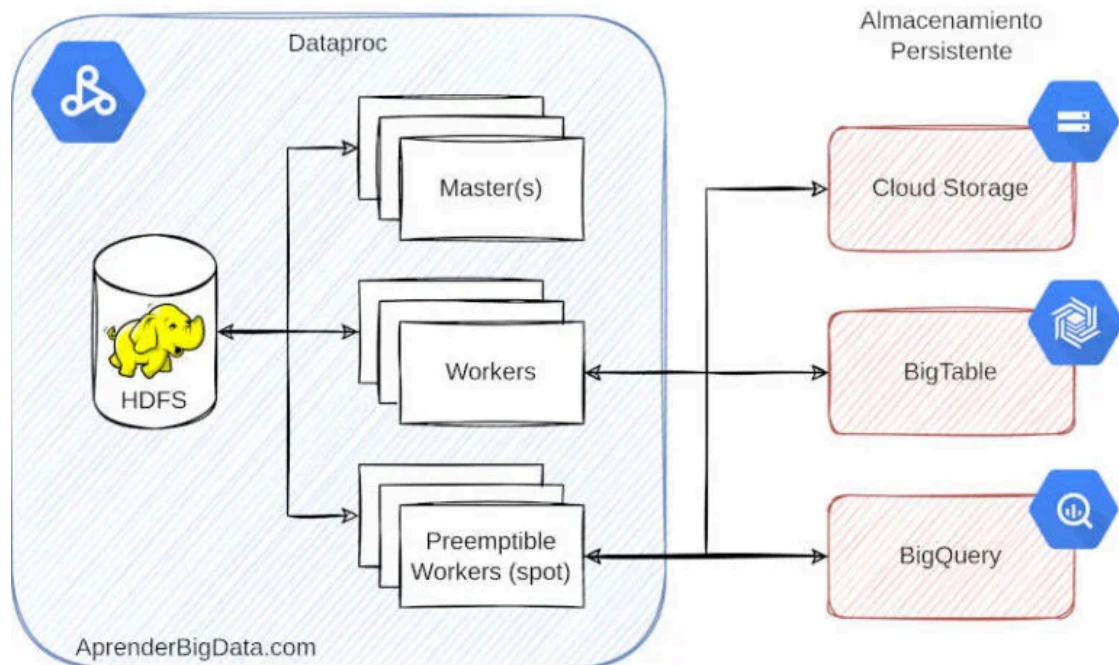 Dataproc
Almacenamiento
Persistente
Master(s)
Cloud Storage
HDFS
Workers
BigTable
Preemptible
Workers (spot)
BigQuery
AprenderBigData.com